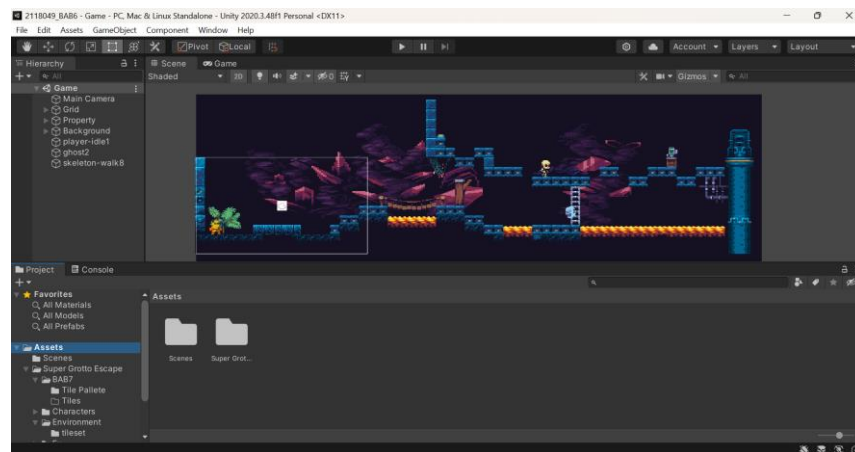 2118049_BAB6 - Game - PC, Mac & Linux Standalone - Unity 2020.3.48f1 Personal <DX11>
File Edit Assets GameObject Component Window Help
Pivot Local Account Layers Layout
Hierarchy Scene Game
All Shaded 2D 0 Gizmos All
Game
Main Camera
Grid
Property
Background
player-idle1
ghost2
skeleton-walk8
Project Console
Favorites
All Materials
All Models
All Prefabs
Assets
Scenes
Super Grotto Escape
BAB7
Tile Pallete
Tiles
Characters
Environment
tileset
Assets
Scenes Super Grot...